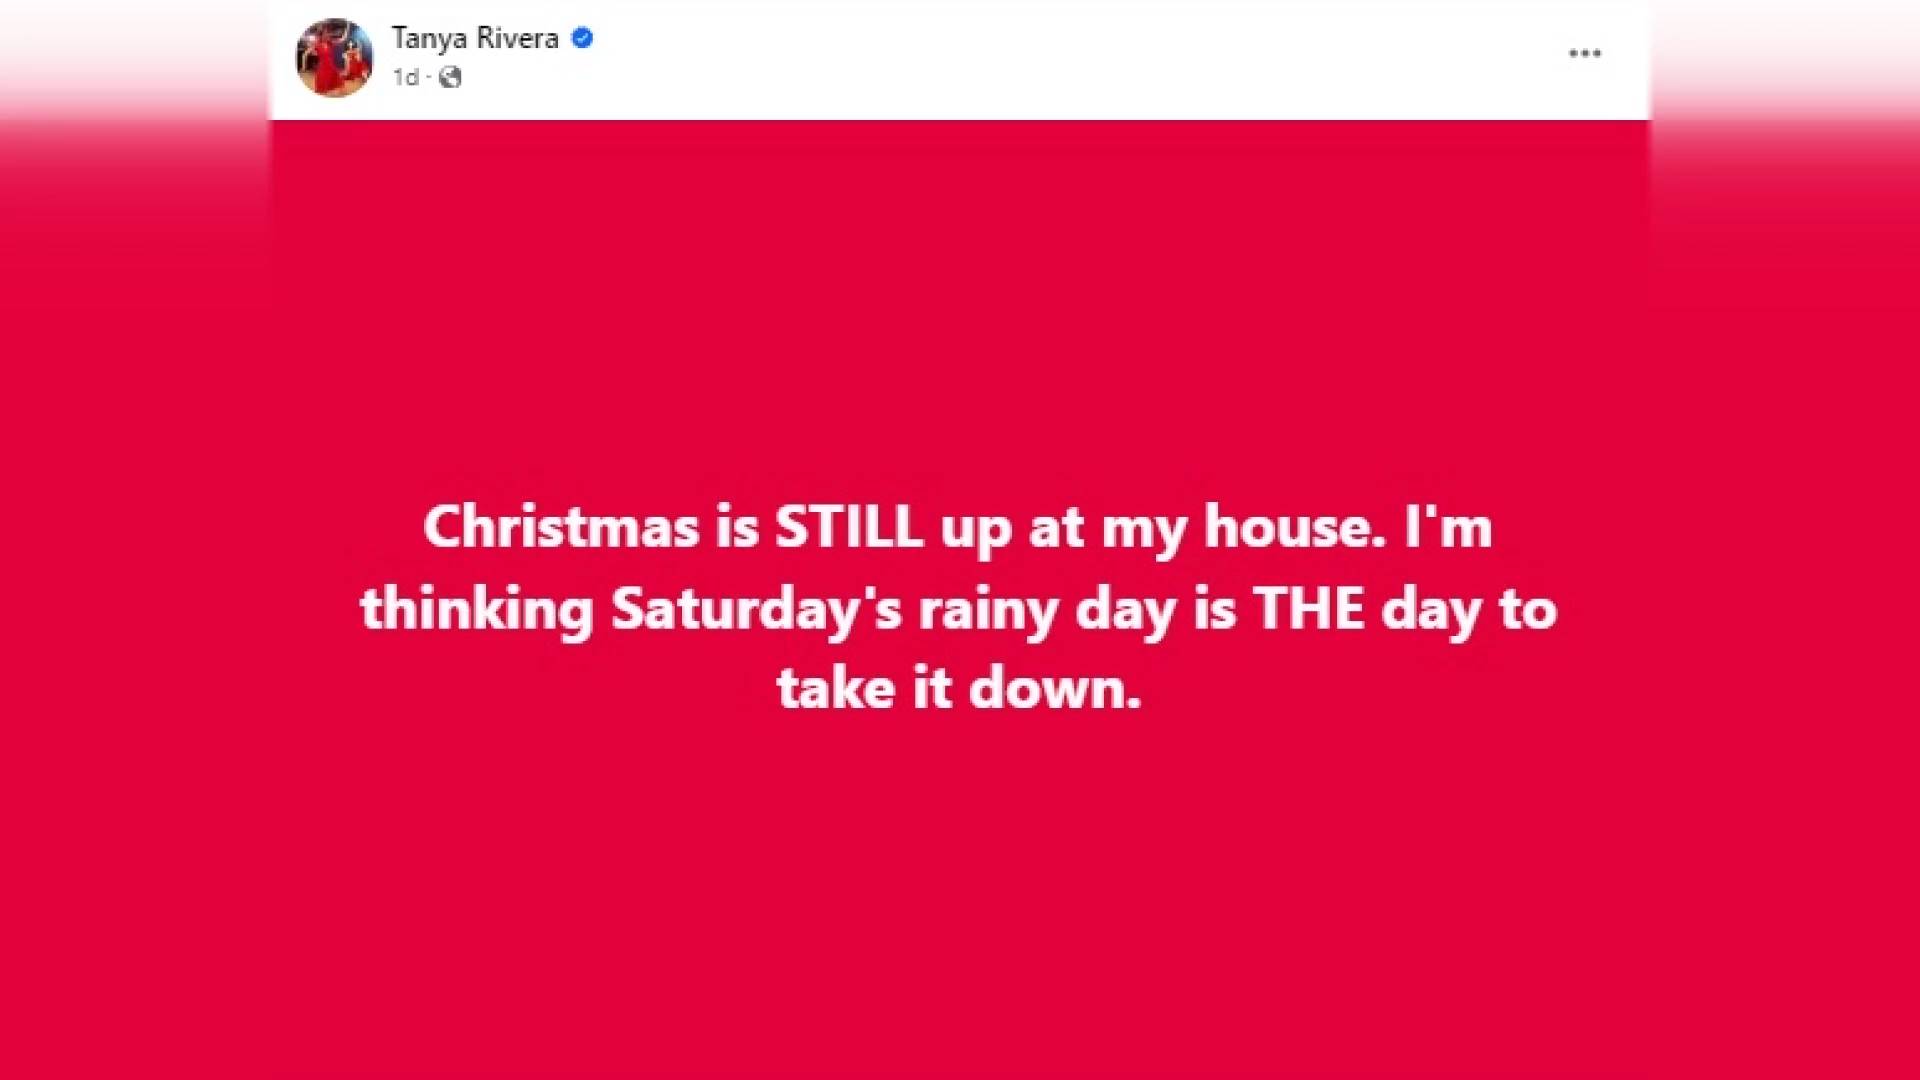 Tanya Rivera
1d ·
Christmas is STILL up at my house. I'm
thinking Saturday's rainy day is THE day to
take it down.